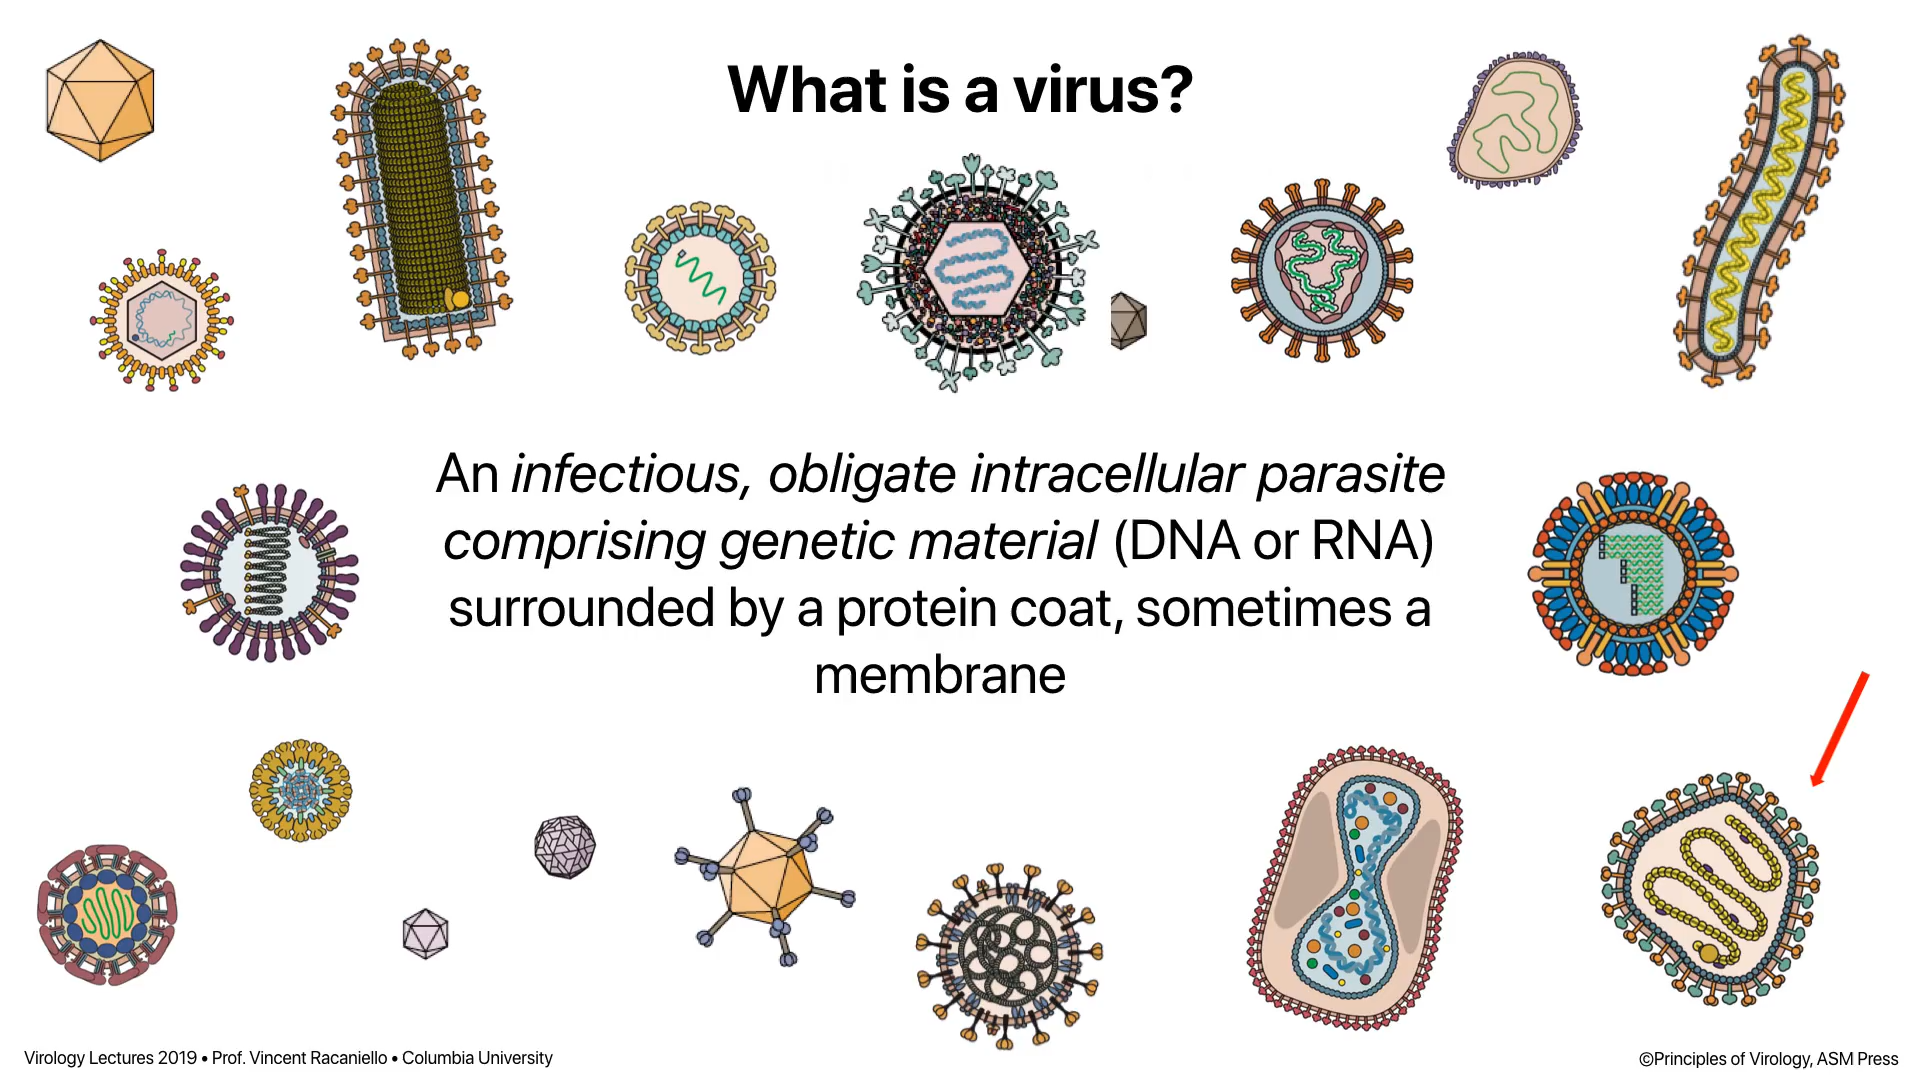 What is a virus?
An infectious, obligate intracellular parasite
comprising genetic material (DNA or RNA)
surrounded by a protein coat, sometimes a
membrane
Virology Lectures 2019 • Prof. Vincent Racaniello • Columbia University
©Principles of Virology, ASM Press